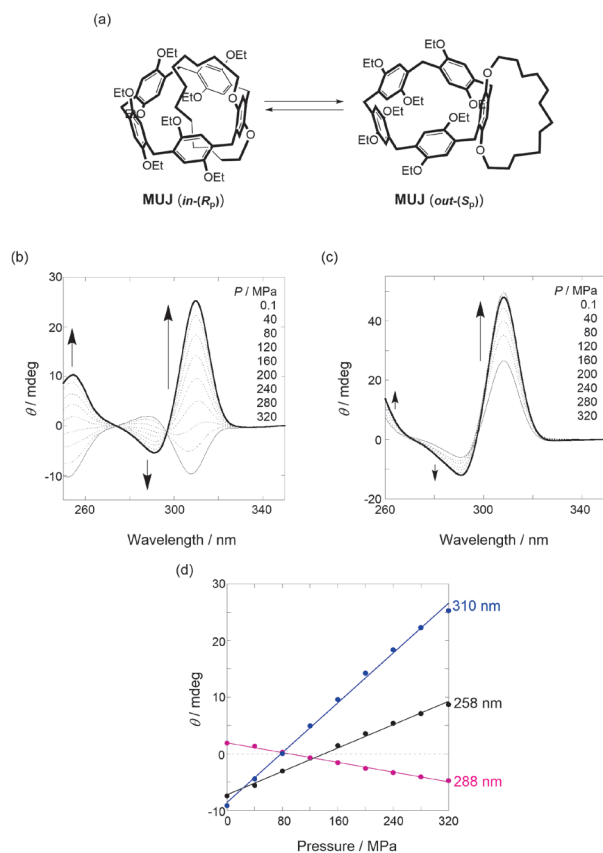 (a)
OEt
OEt
EtO
EtO
OEt
EtO
EtO
EtO
O
O
OEt
OEt
EtO
EtO
OEt
OEt
OEt
EtO
OEt
O
O
MUJ (in-(Rp))
MUJ (out-(Sp))
(b)
θ / mdeg
20
10
0
-10
260
300
340
Wavelength / nm
P / MPa
0.1
40
80
120
160
200
240
280
320
(c)
θ / mdeg
40
20
0
-20
260
300
340
Wavelength / nm
P / MPa
0.1
40
80
120
160
200
240
280
320
(d)
θ / mdeg
30
20
10
0
-10
0
80
160
240
320
Pressure / MPa
310 nm
258 nm
288 nm